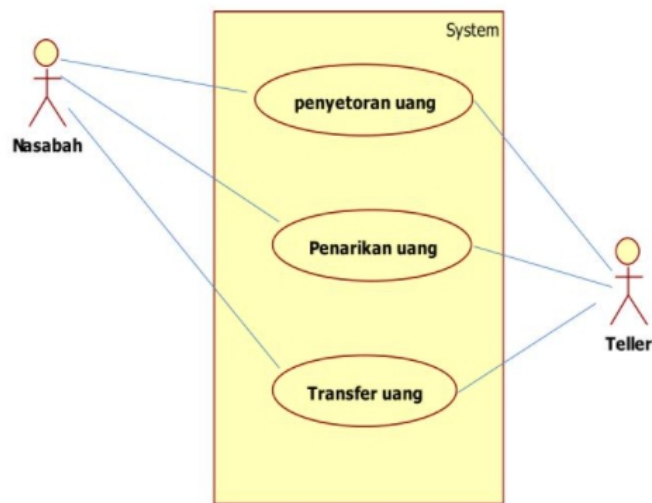 System
penyetoran uang
Nasabah
Penarikan uang
Teller
Transfer uang